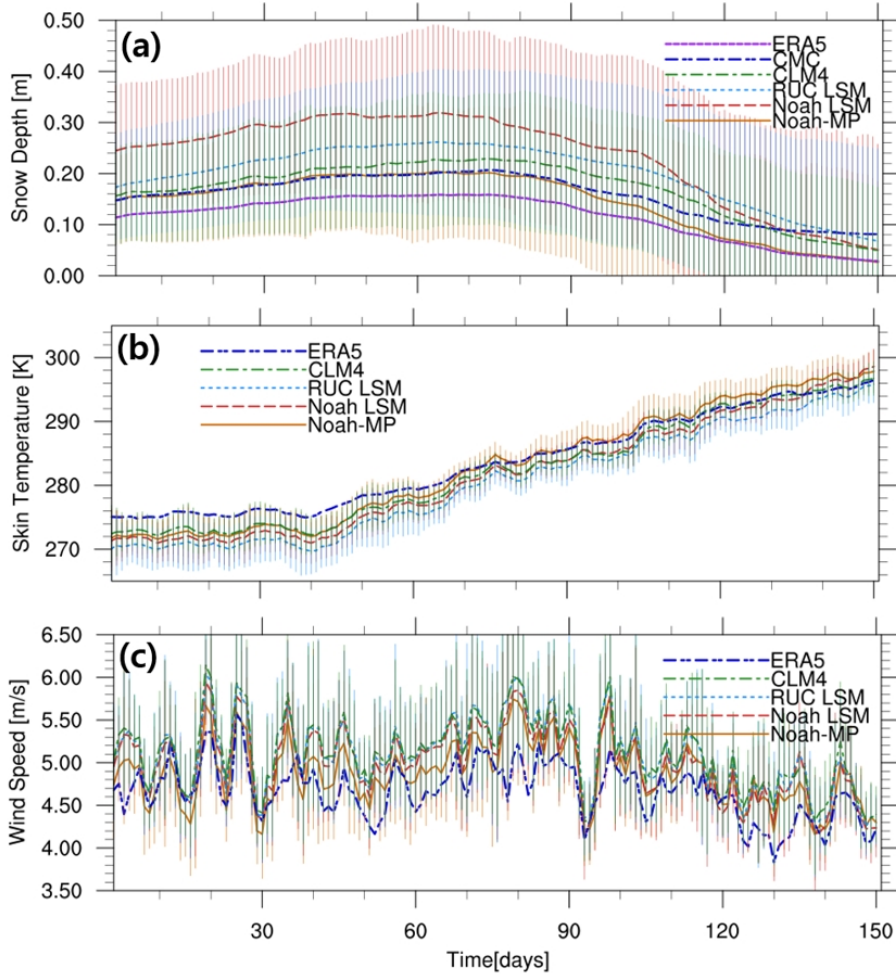 (a)
0.50
0.40
0.30
0.20
0.10
0.00
Snow Depth [m]
ERA5
CMC
CLM4
RUC LSM
Noah LSM
Noah-MP
(b)
300
290
280
270
Skin Temperature [K]
ERA5
CLM4
RUC LSM
Noah LSM
Noah-MP
(c)
6.50
6.00
5.50
5.00
4.50
4.00
3.50
Wind Speed [m/s]
ERA5
CLM4
RUC LSM
Noah LSM
Noah-MP
30 60 90 120 150
Time[days]